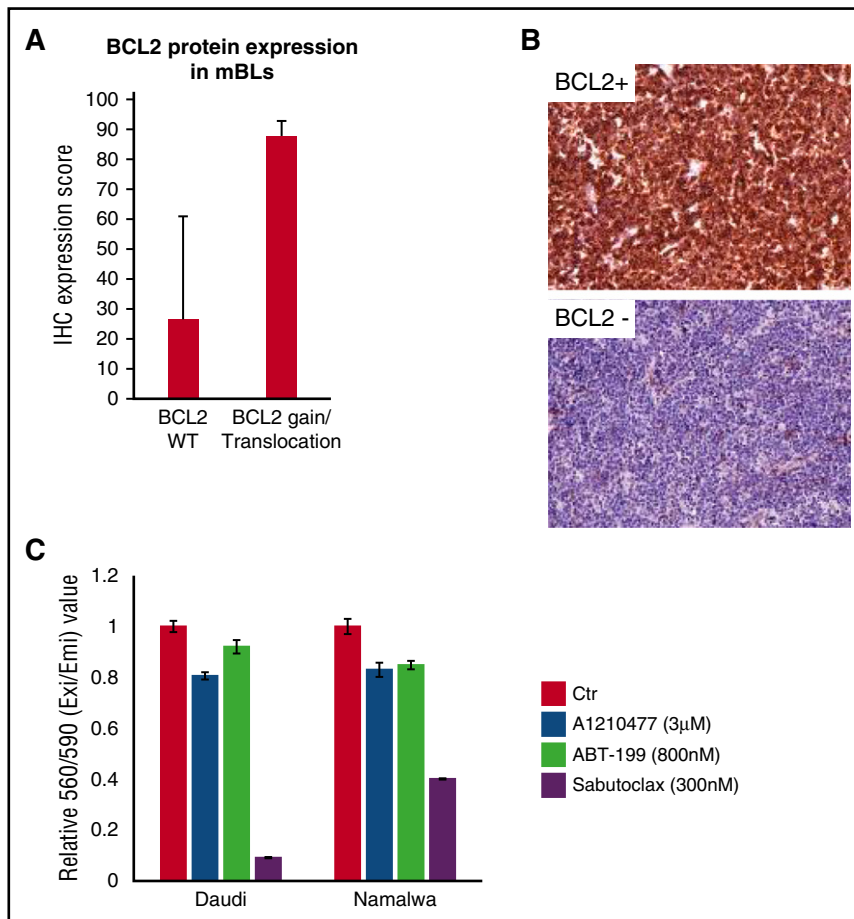 A
BCL2 protein expression
in mBLs
IHC expression score
100
90
80
70
60
50
40
30
20
10
0
BCL2
WT
BCL2 gain/
Translocation
B
BCL2+
BCL2 -
C
Relative 560/590 (Exi/Emi) value
1.2
1
0.8
0.6
0.4
0.2
0
Daudi
Namalwa
Ctr
A1210477 (3μM)
ABT-199 (800nM)
Sabutoclax (300nM)